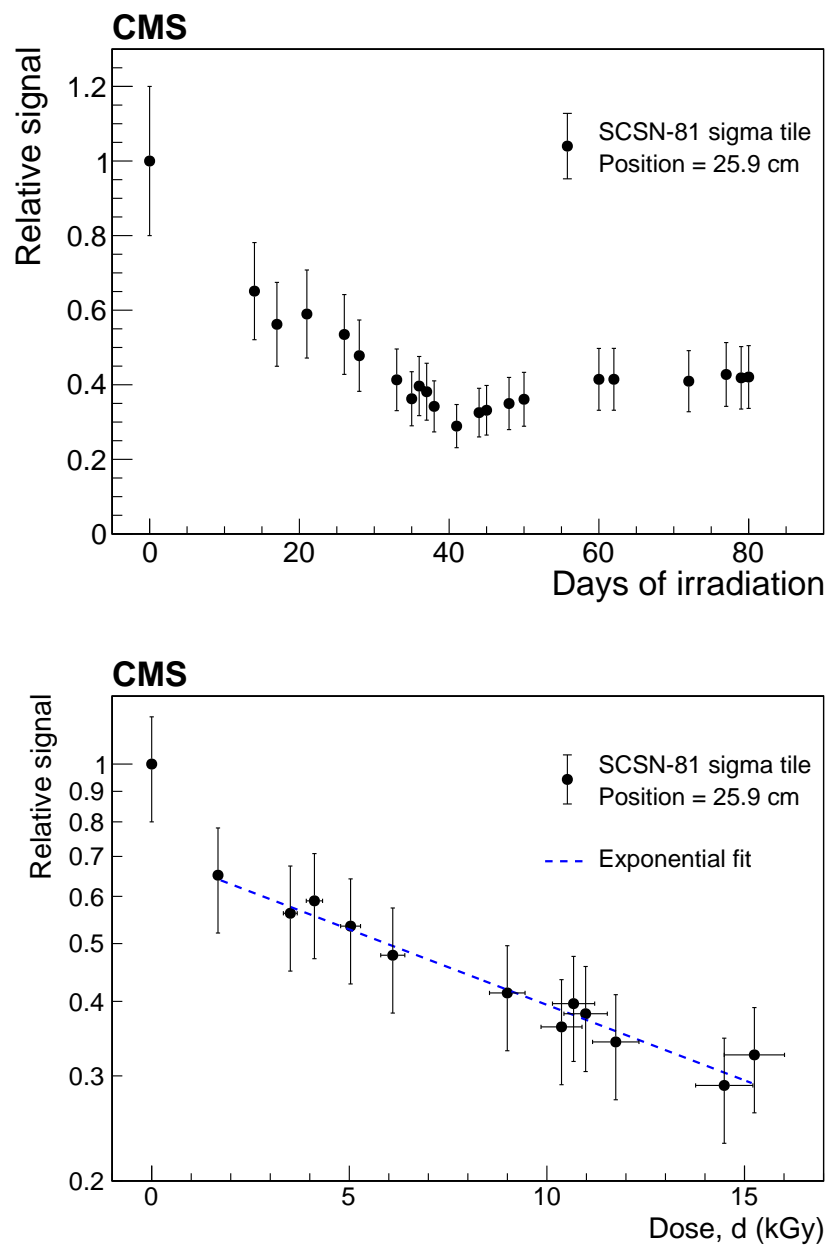 CMS
Relative signal
1.2
1
0.8
0.6
0.4
0.2
0
SCSN-81 sigma tile
Position = 25.9 cm
0 20 40 60 80
Days of irradiation
CMS
Relative signal
1
0.9
0.8
0.7
0.6
0.5
0.4
0.3
0.2
SCSN-81 sigma tile
Position = 25.9 cm
Exponential fit
0 5 10 15
Dose, d (kGy)